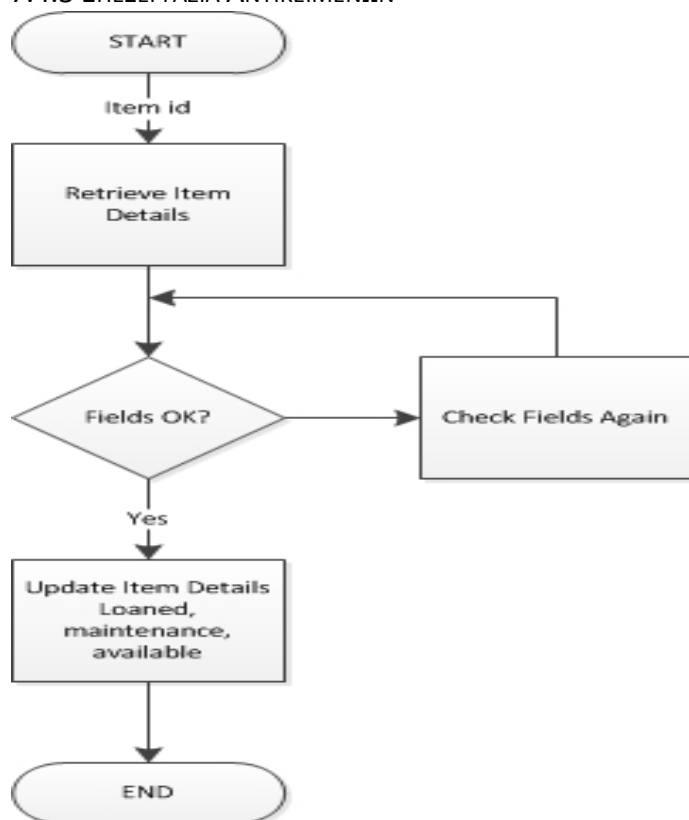 START
Item id
Retrieve Item
Details
Fields OK?
Check Fields Again
Yes
Update Item Details
Loaned,
maintenance,
available
END